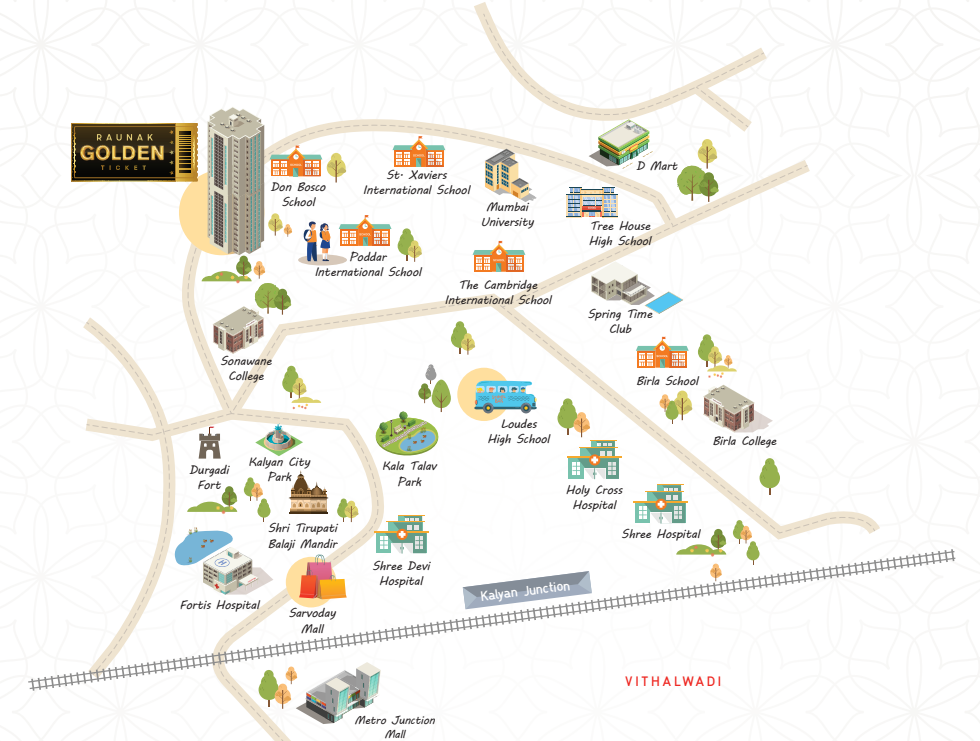 RAUNAK
GOLDEN
TICKET
Don Bosco
School
St. Xaviers
International School
Mumbai
University
D Mart
Tree House
High School
Poddar
International School
The Cambridge
International School
Spring Time
Club
Sonawane
College
Birla School
Birla College
Loudes
High School
Durgadi
Fort
Kalyan City
Park
Kala Talav
Park
Holy Cross
Hospital
Shree Hospital
Shri Tirupati
Balaji Mandir
Shree Devi
Hospital
Fortis Hospital
Sarvoday
Mall
Kalyan Junction
VITHALWADI
Metro Junction
Mall